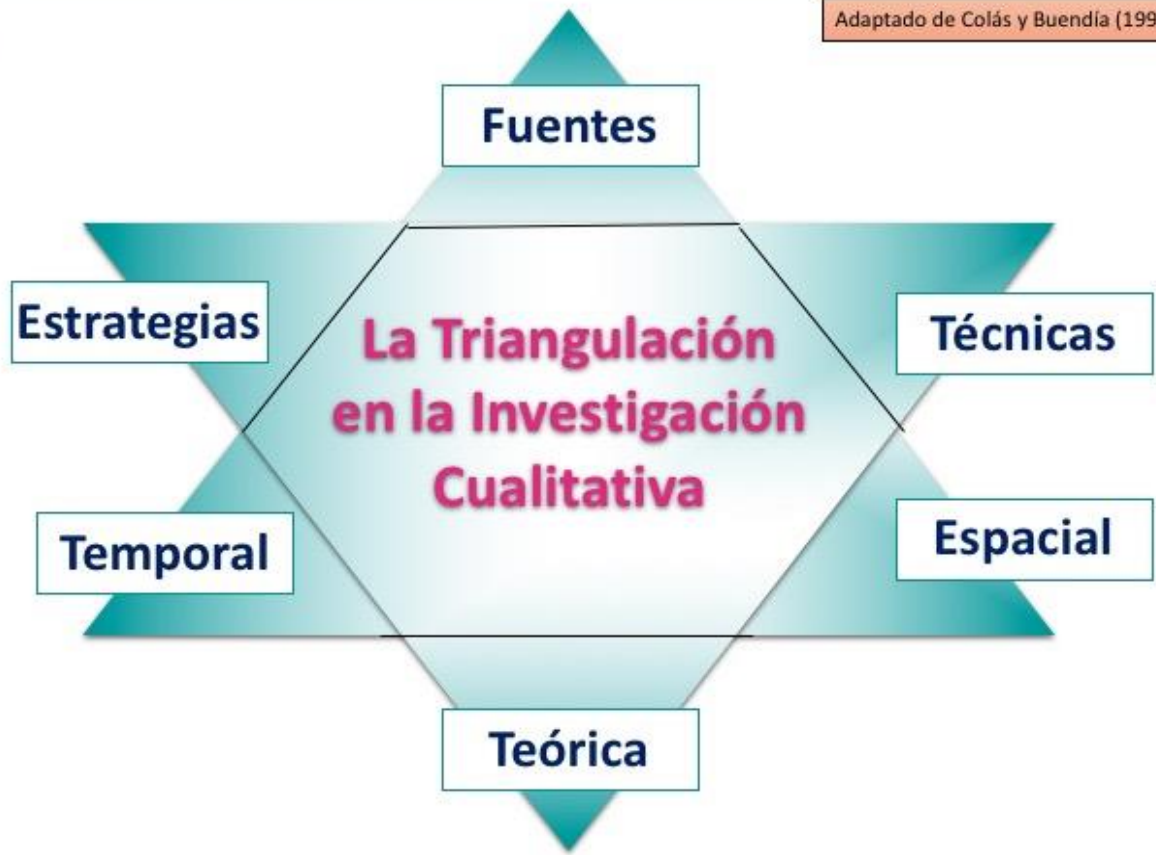 Adaptado de Colás y Buendía (199
Fuentes
Estrategias
Técnicas
La Triangulación
en la Investigación
Cualitativa
Temporal
Espacial
Teórica